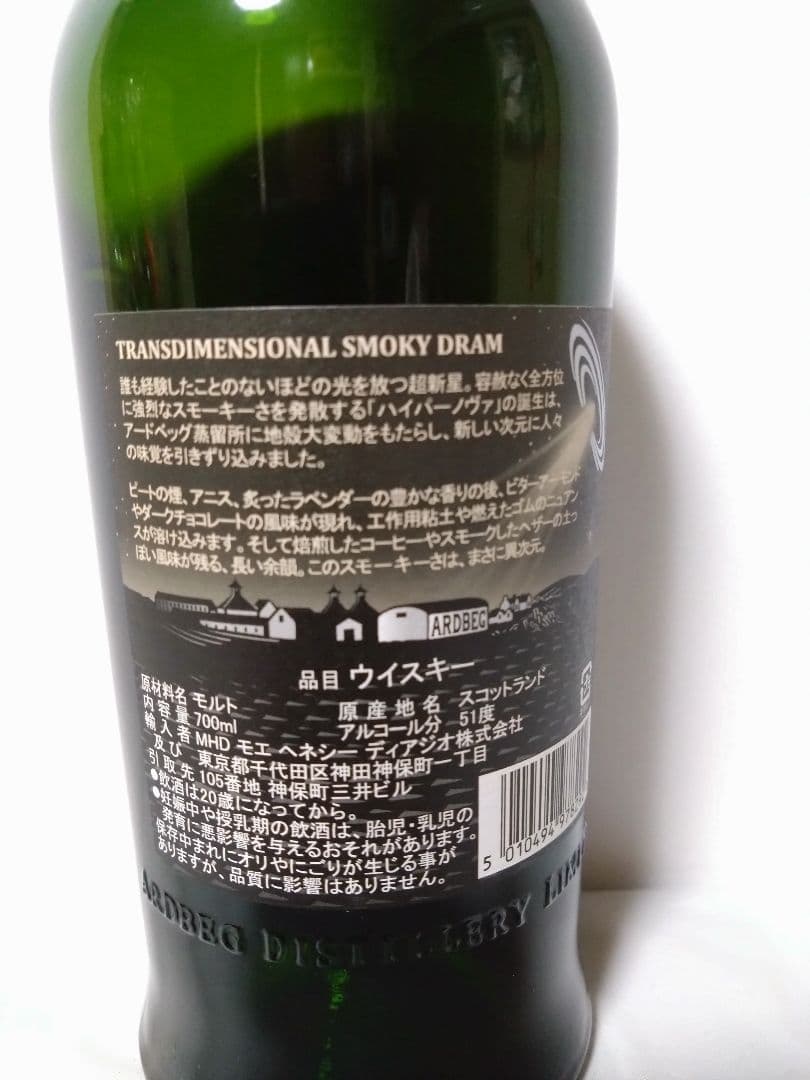 TRANSDIMENSIONAL SMOKY DRAM
誰も経験したことのないほどの光を放つ超新星。容赦なく全方位
に強烈なスモーキーさを発散する「ハイパーノヴァ」の誕生は、
アードベッグ蒸留所に地殻大変動をもたらし、新しい次元に人々
の味覚を引きずり込みました。
ピートの煙、アニス、炙ったラベンダーの豊かな香りの後、ビターアーモンド
やダークチョコレートの風味が現れ、工作用粘土や燃えたゴムのニュアン
スが溶け込みます。そして焙煎したコーヒーやスモークしたヘザーの土っ
ぽい風味が残る、長い余韻。このスモーキーさは、まさに異次元。
ARDBEG
品目 ウイスキー
原材料名 モルト 原産地名 スコットランド
内容量 700ml アルコール分 51度
輸入者 MHD モエ ヘネシー ディアジオ株式会社
及び 東京都千代田区神田神保町一丁目
引取先 105番地 神保町三井ビル
●飲酒は20歳になってから。
●妊娠中や授乳期の飲酒は、胎児・乳児の
発育に悪影響を与えるおそれがあります。
保存中まれにオリやにごりが生じる事が
ありますが、品質に影響はありません。
5 010494
ARDBEG DISTILLERY